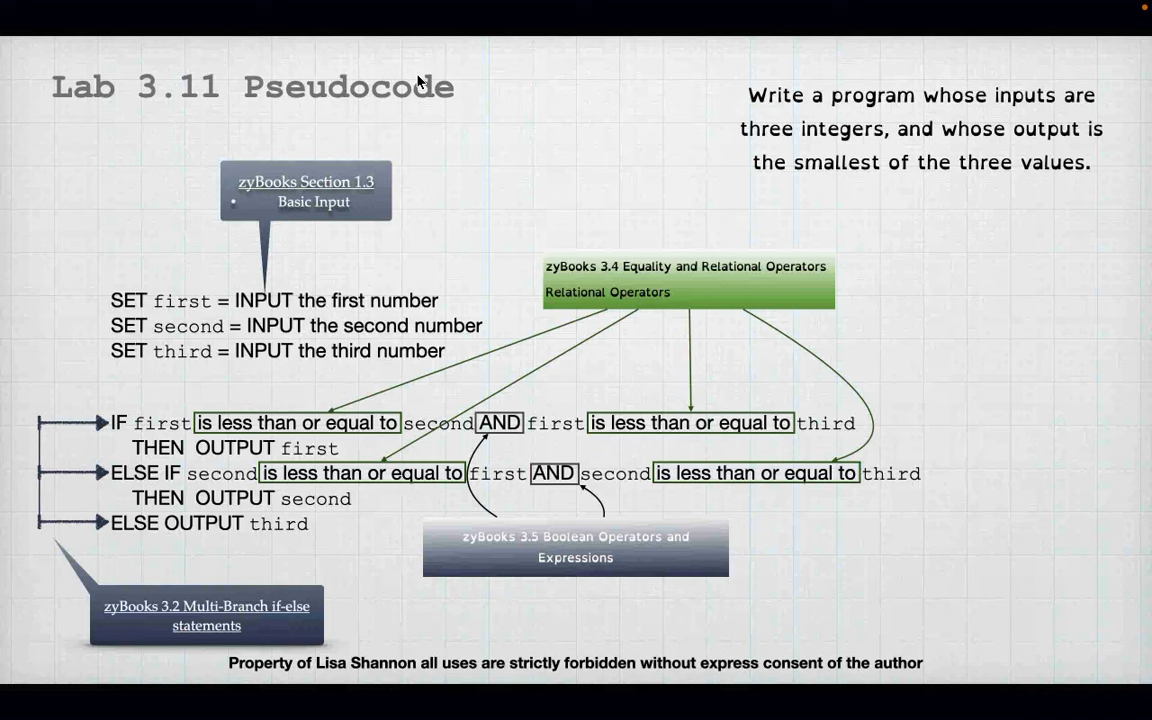 Lab 3.11 Pseudocode
Write a program whose inputs are
three integers, and whose output is
the smallest of the three values.
zyBooks Section 1.3
• Basic Input
zyBooks 3.4 Equality and Relational Operators
Relational Operators
SET first = INPUT the first number
SET second = INPUT the second number
SET third = INPUT the third number
IF first is less than or equal to second AND first is less than or equal to third
THEN OUTPUT first
ELSE IF second is less than or equal to first AND second is less than or equal to third
THEN OUTPUT second
ELSE OUTPUT third
zyBooks 3.5 Boolean Operators and
Expressions
zyBooks 3.2 Multi-Branch if-else
statements
Property of Lisa Shannon all uses are strictly forbidden without express consent of the author